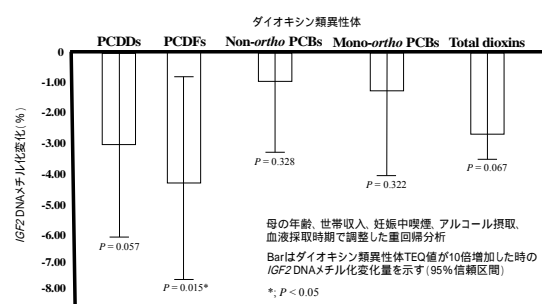 ダイオキシン類異性体
PCDDs PCDFs Non-ortho PCBs Mono-ortho PCBs Total dioxins
0
-1.00
-2.00
-3.00
-4.00
-5.00
-6.00
-7.00
-8.00
IGF2 DNAメチル化変化(%)
P = 0.328
P = 0.067
P = 0.322
P = 0.057
P = 0.015*
母の年齢、世帯収入、妊娠中喫煙、アルコール摂取、
血液採取時期で調整した重回帰分析
Barはダイオキシン類異性体TEQ値が10倍増加した時の
IGF2 DNAメチル化変化量を示す(95%信頼区間)
*; P < 0.05